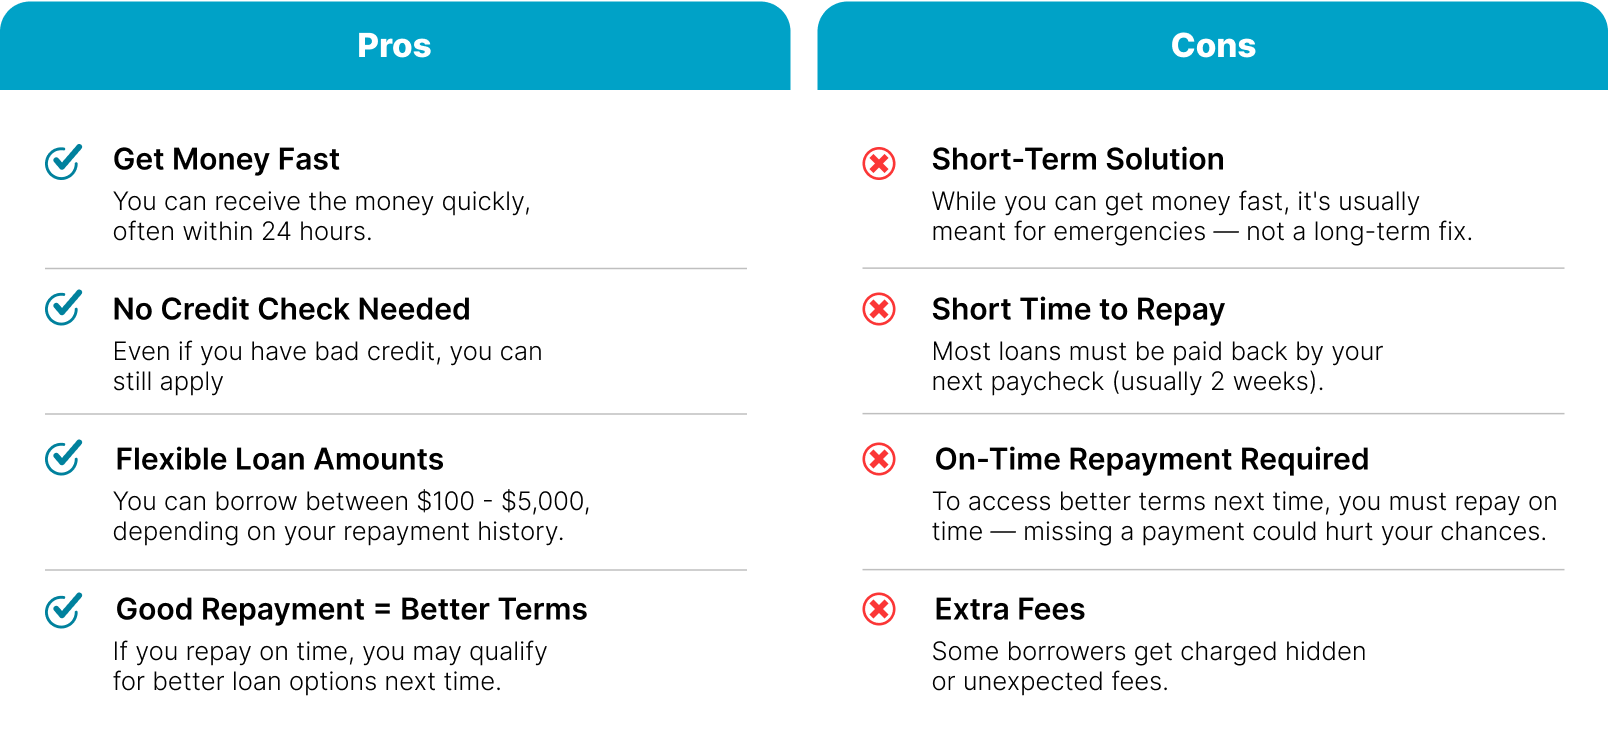 Pros
Get Money Fast
You can receive the money quickly,
often within 24 hours.
No Credit Check Needed
Even if you have bad credit, you can
still apply
Flexible Loan Amounts
You can borrow between $100 - $5,000,
depending on your repayment history.
Good Repayment = Better Terms
If you repay on time, you may qualify
for better loan options next time.
Cons
Short-Term Solution
While you can get money fast, it's usually
meant for emergencies — not a long-term fix.
Short Time to Repay
Most loans must be paid back by your
next paycheck (usually 2 weeks).
On-Time Repayment Required
To access better terms next time, you must repay on
time — missing a payment could hurt your chances.
Extra Fees
Some borrowers get charged hidden
or unexpected fees.